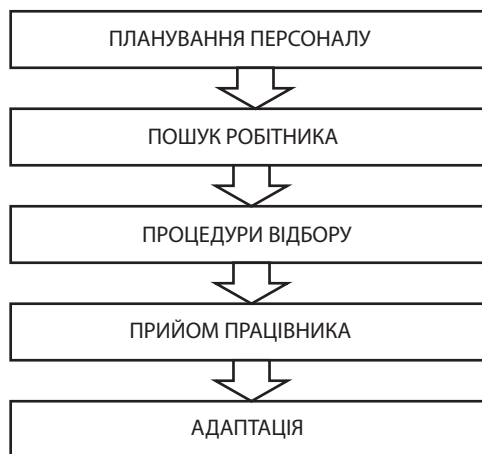 ПЛАНУВАННЯ ПЕРСОНАЛУ
ПОШУК РОБІТНИКА
ПРОЦЕДУРИ ВІДБОРУ
ПРИЙОМ ПРАЦІВНИКА
АДАПТАЦІЯ